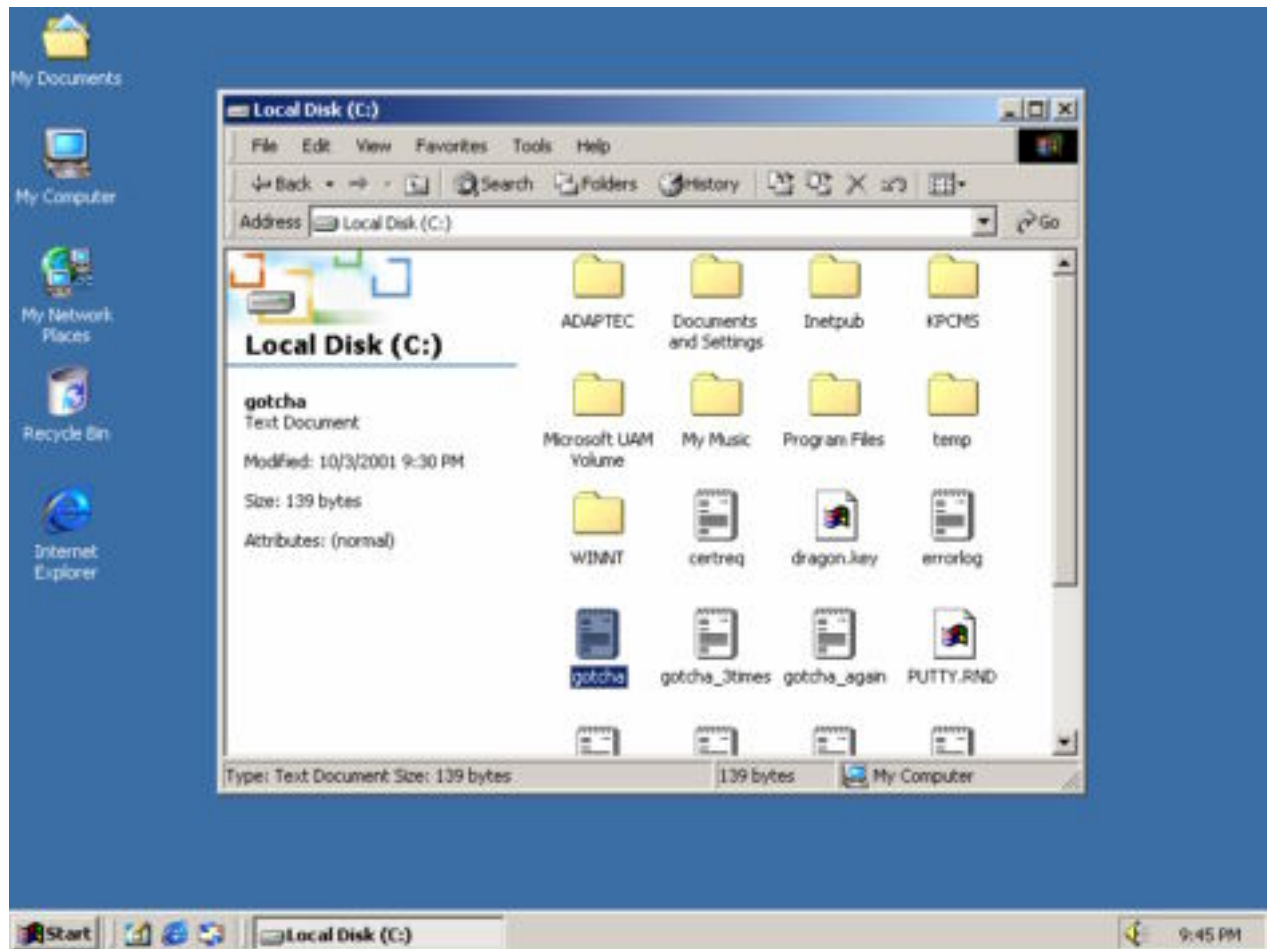 My Documents
My Computer
My Network
Places
Recycle Bin
Internet
Explorer
Local Disk (C:)
File Edit View Favorites Tools Help
Back Search Folders History
Address Local Disk (C:) Go
Local Disk (C:)
gotcha
Text Document
Modified: 10/3/2001 9:30 PM
Size: 139 bytes
Attributes: (normal)
ADAPTEC Documents and Settings Inetpub KPCMS
Microsoft UAM Volume My Music Program Files temp
WINNT certreq dragon.key errorlog
gotcha gotcha_3times gotcha_again PUTTY.RND
Type: Text Document Size: 139 bytes 139 bytes My Computer
Start Local Disk (C:) 9:45 PM